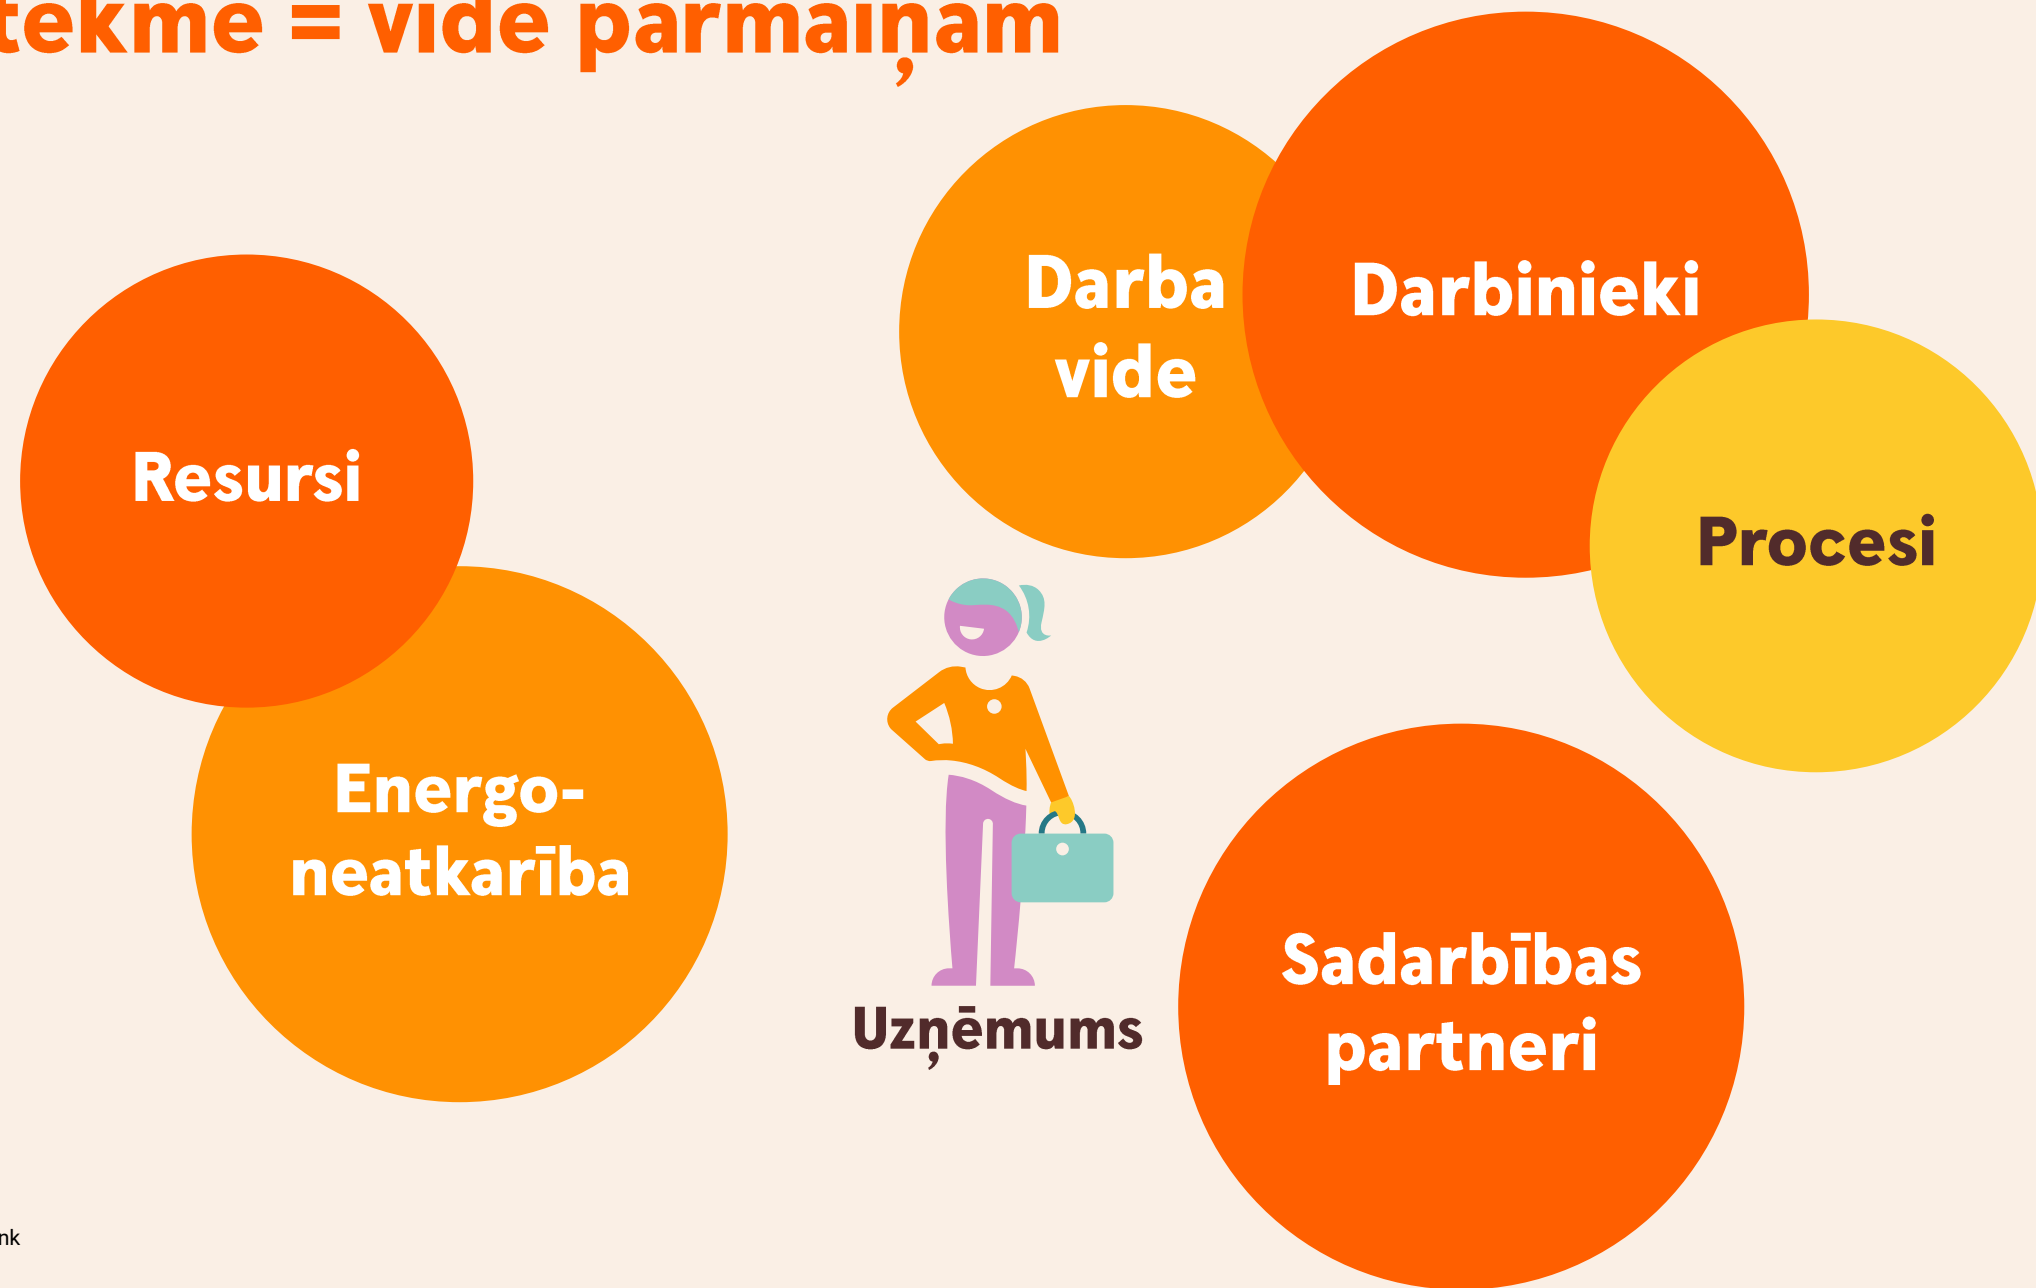 tekme = vide pārmaiņām
Darba
vide
Darbinieki
Resursi
Procesi
Energo-
neatkarība
Sadarbības
partneri
Uzņēmums
nk